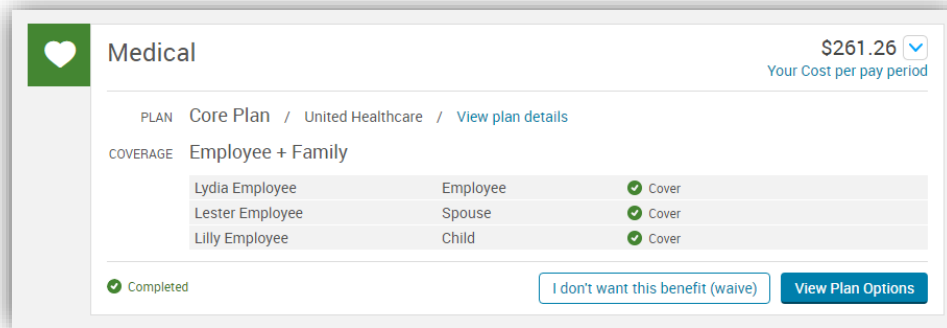 Medical
$261.26
Your Cost per pay period
PLAN Core Plan / United Healthcare / View plan details
COVERAGE Employee + Family
Lydia Employee Employee Cover
Lester Employee Spouse Cover
Lilly Employee Child Cover
Completed I don't want this benefit (waive) View Plan Options